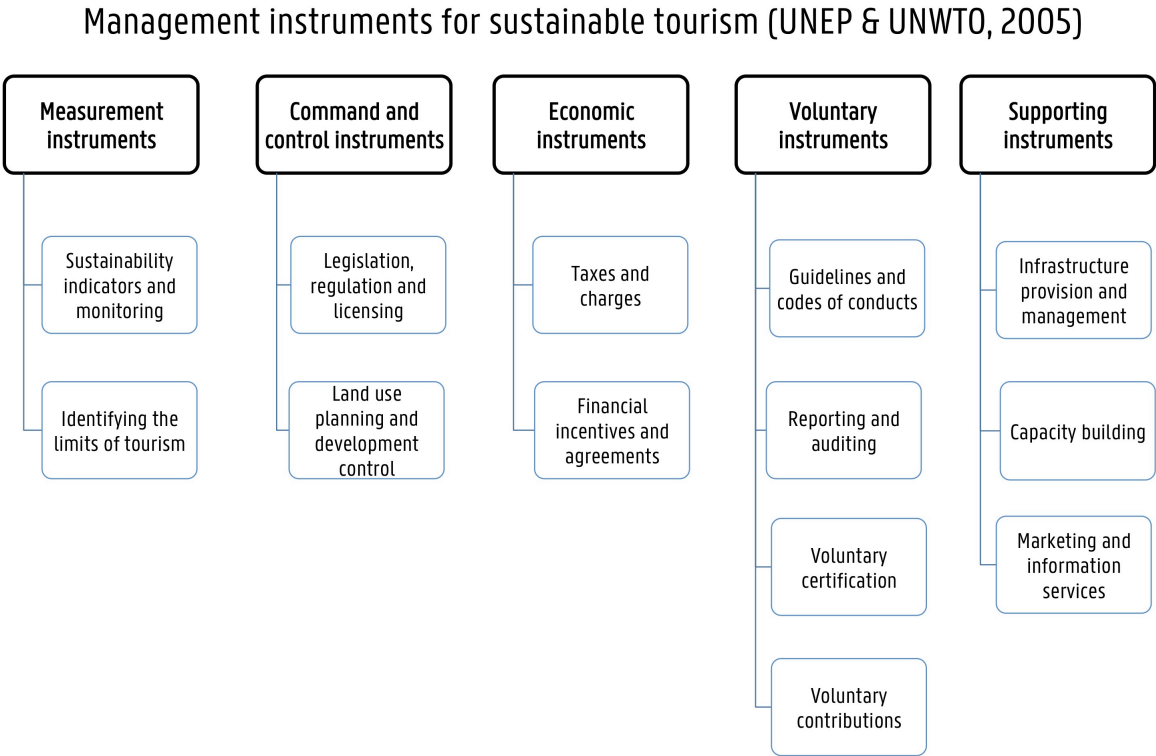 Management instruments for sustainable tourism (UNEP & UNWTO, 2005)
Measurement
instruments
Sustainability
indicators and
monitoring
Identifying the
limits of tourism
Command and
control instruments
Legislation,
regulation and
licensing
Land use
planning and
development
control
Economic
instruments
Taxes and
charges
Financial
incentives and
agreements
Voluntary
instruments
Guidelines and
codes of conducts
Reporting and
auditing
Voluntary
certification
Voluntary
contributions
Supporting
instruments
Infrastructure
provision and
management
Capacity building
Marketing and
information
services